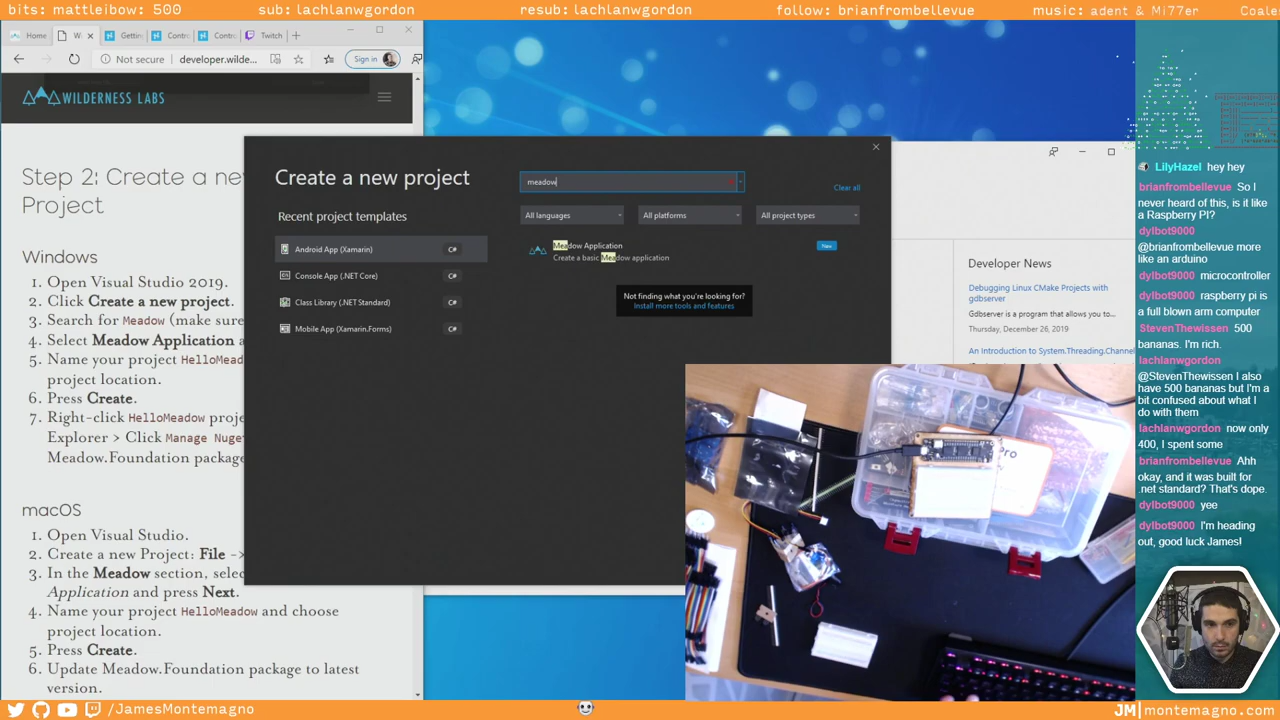 bits: mattleibow: 500
sub: lachlanwgordon
resub: lachlanwgordon
follow: brianfrombellevue
music: adent & Mi77er
Coales
Home
Wi
Getting
Contro
Contro
Twitch
Not secure
developer.wilde...
Sign in
WILDERNESS LABS
Step 2: Create a new
Project
Windows
1. Open Visual Studio 2019.
2. Click Create a new project.
3. Search for Meadow (make sure
4. Select Meadow Application a
5. Name your project HelloMead
project location.
6. Press Create.
7. Right-click HelloMeadow proje
Explorer > Click Manage Nuge
Meadow.Foundation package
macOS
1. Open Visual Studio.
2. Create a new Project: File ->
3. In the Meadow section, selec
Application and press Next.
4. Name your project HelloMeadow and choose
project location.
5. Press Create.
6. Update Meadow.Foundation package to latest
version.
Create a new project
meadow
Clear all
Recent project templates
All languages
All platforms
All project types
Android App (Xamarin)
C#
Console App (.NET Core)
C#
Class Library (.NET Standard)
C#
Mobile App (Xamarin.Forms)
C#
Meadow Application
New
Create a basic Meadow application
Not finding what you're looking for?
Install more tools and features
Developer News
Debugging Linux CMake Projects with
gdbserver
Gdbserver is a program that allows you to...
Thursday, December 26, 2019
An Introduction to System.Threading.Channel
Pro
LilyHazel hey hey
brianfrombellevue So I
never heard of this, is it like
a Raspberry PI?
dylbot9000
@brianfrombellevue more
like an arduino
dylbot9000 microcontroller
dylbot9000 raspberry pi is
a full blown arm computer
StevenThewissen 500
bananas. I'm rich.
lachlanwgordon
@StevenThewissen I also
have 500 bananas but I'm a
bit confused about what I
do with them
lachlanwgordon now only
400, I spent some
brianfrombellevue Ahh
okay, and it was built for
.net standard? That's dope.
dylbot9000 yee
dylbot9000 I'm heading
out, good luck James!
/JamesMontemagno
JM montemagno.com